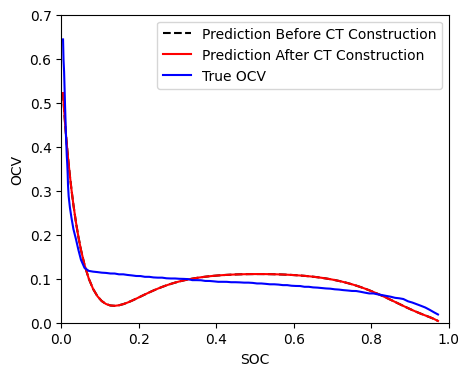 0.7
0.6
0.5
0.4
0.3
0.2
0.1
0.0
OCV
Prediction Before CT Construction
Prediction After CT Construction
True OCV
0.0 0.2 0.4 0.6 0.8 1.0
SOC